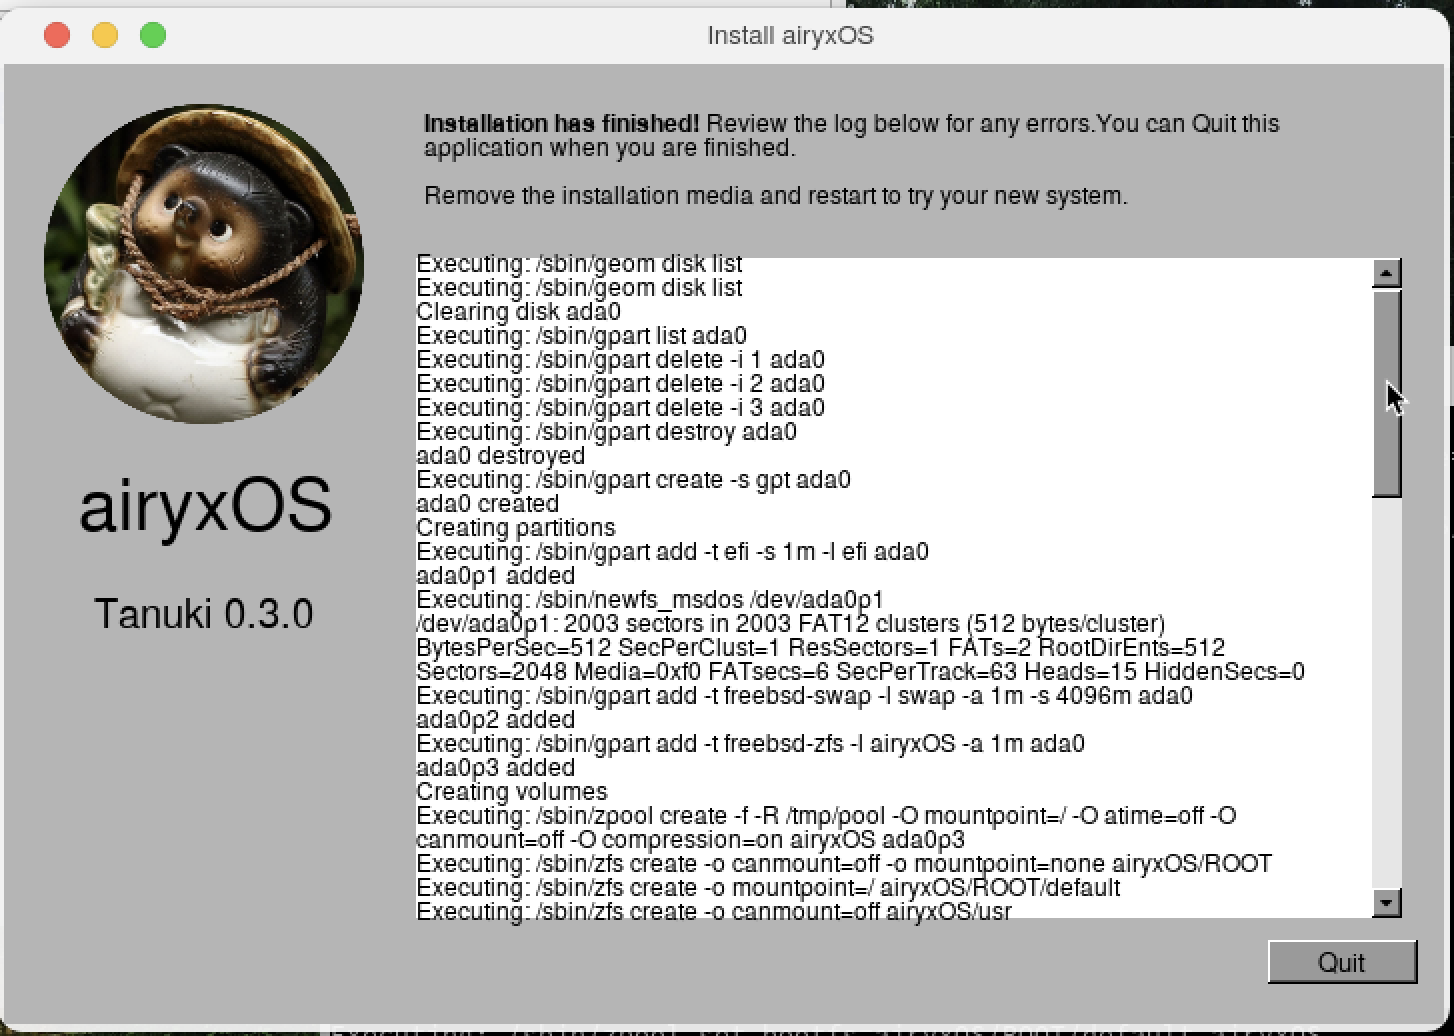 Install airyxOS
Installation has finished! Review the log below for any errors.You can Quit this
application when you are finished.
Remove the installation media and restart to try your new system.
Executing: /sbin/geom disk list
Executing: /sbin/geom disk list
Clearing disk ada0
Executing: /sbin/gpart list ada0
Executing: /sbin/gpart delete -i 1 ada0
Executing: /sbin/gpart delete -i 2 ada0
Executing: /sbin/gpart delete -i 3 ada0
Executing: /sbin/gpart destroy ada0
ada0 destroyed
Executing: /sbin/gpart create -s gpt ada0
ada0 created
Creating partitions
Executing: /sbin/gpart add -t efi -s 1m -l efi ada0
ada0p1 added
Executing: /sbin/newfs_msdos /dev/ada0p1
/dev/ada0p1: 2003 sectors in 2003 FAT12 clusters (512 bytes/cluster)
BytesPerSec=512 SecPerClust=1 ResSectors=1 FATs=2 RootDirEnts=512
Sectors=2048 Media=0xf0 FATsecs=6 SecPerTrack=63 Heads=15 HiddenSecs=0
Executing: /sbin/gpart add -t freebsd-swap -l swap -a 1m -s 4096m ada0
ada0p2 added
Executing: /sbin/gpart add -t freebsd-zfs -l airyxOS -a 1m ada0
ada0p3 added
Creating volumes
Executing: /sbin/zpool create -f -R /tmp/pool -O mountpoint=/ -O atime=off -O
canmount=off -O compression=on airyxOS ada0p3
Executing: /sbin/zfs create -o canmount=off -o mountpoint=none airyxOS/ROOT
Executing: /sbin/zfs create -o mountpoint=/ airyxOS/ROOT/default
Executing: /sbin/zfs create -o canmount=off airyxOS/usr
airyxOS
Tanuki 0.3.0
Quit